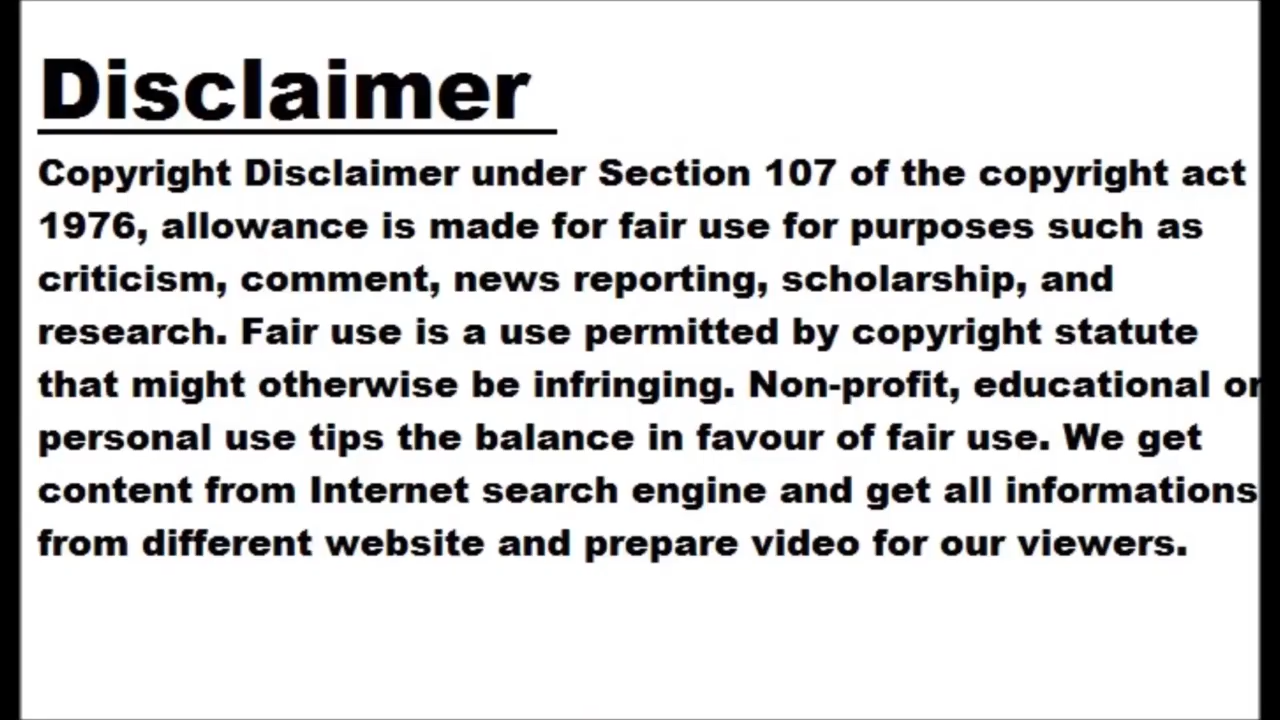 Disclaimer
Copyright Disclaimer under Section 107 of the copyright act
1976, allowance is made for fair use for purposes such as
criticism, comment, news reporting, scholarship, and
research. Fair use is a use permitted by copyright statute
that might otherwise be infringing. Non-profit, educational or
personal use tips the balance in favour of fair use. We get
content from Internet search engine and get all informations
from different website and prepare video for our viewers.